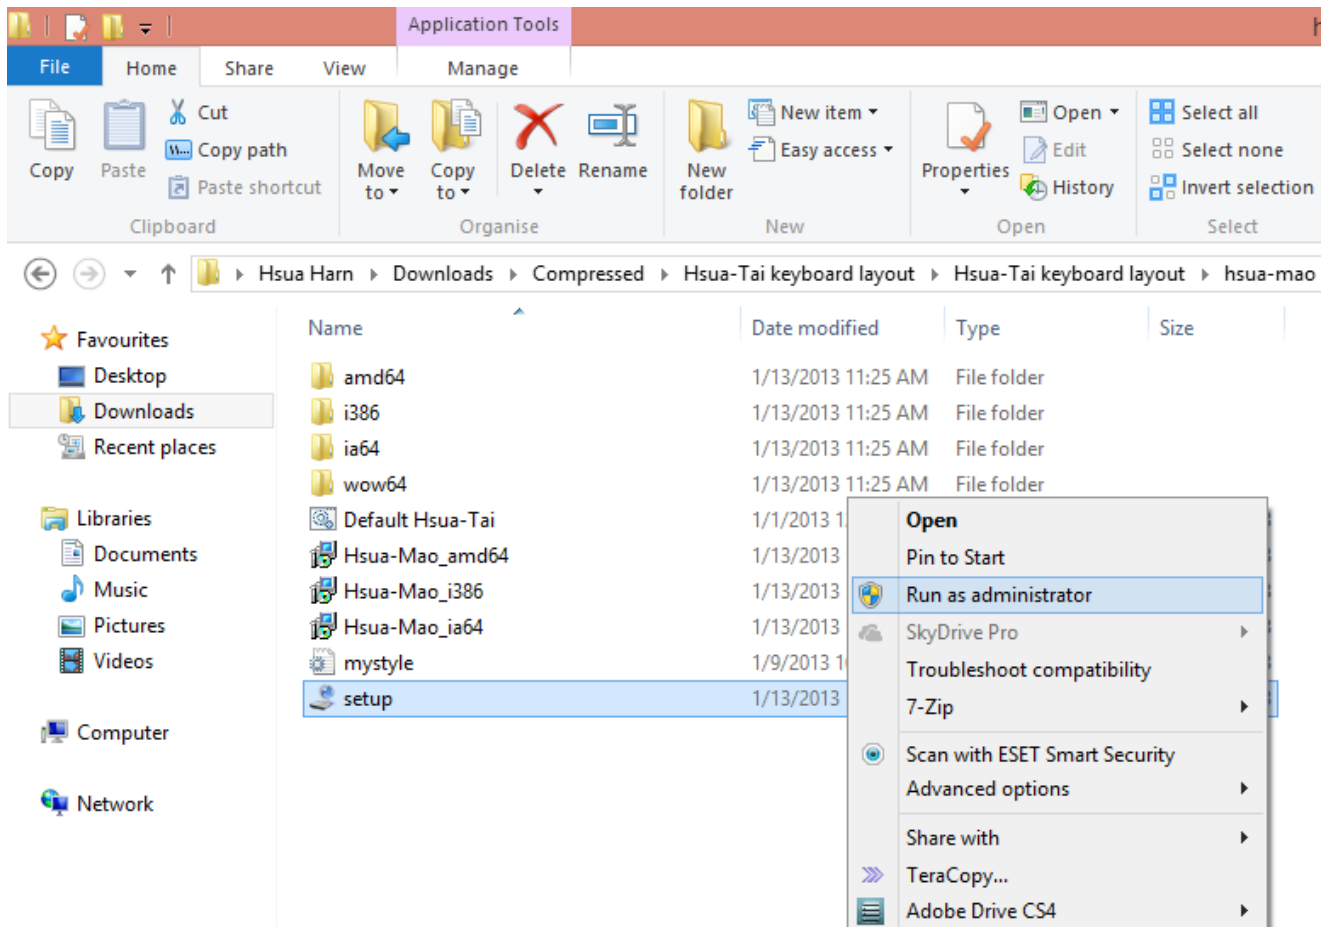 Application Tools
File Home Share View Manage
Copy
Paste
Cut
Copy path
Paste shortcut
Clipboard
Move to
Copy to
Delete
Rename
Organise
New folder
New item
Easy access
New
Properties
Open
Edit
History
Open
Select all
Select none
Invert selection
Select
Hsua Harn Downloads Compressed Hsua-Tai keyboard layout Hsua-Tai keyboard layout hsua-mao
Favourites
Desktop
Downloads
Recent places
Libraries
Documents
Music
Pictures
Videos
Computer
Network
Name Date modified Type Size
amd64 1/13/2013 11:25 AM File folder
i386 1/13/2013 11:25 AM File folder
ia64 1/13/2013 11:25 AM File folder
wow64 1/13/2013 11:25 AM File folder
Default Hsua-Tai 1/1/2013
Hsua-Mao_amd64 1/13/2013
Hsua-Mao_i386 1/13/2013
Hsua-Mao_ia64 1/13/2013
mystyle 1/9/2013
setup 1/13/2013
Open
Pin to Start
Run as administrator
SkyDrive Pro
Troubleshoot compatibility
7-Zip
Scan with ESET Smart Security
Advanced options
Share with
TeraCopy...
Adobe Drive CS4